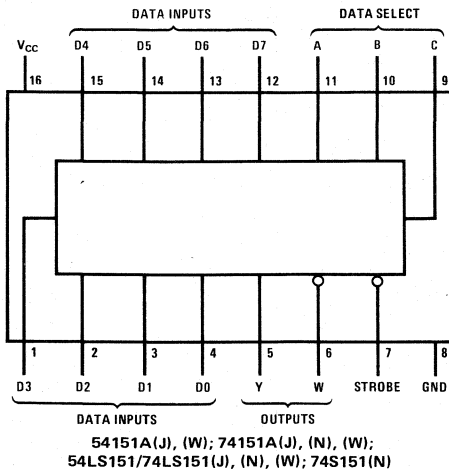 DATA INPUTS DATA SELECT
VCC D4 D5 D6 D7 A B C
16 15 14 13 12 11 10 9
1 2 3 4 5 6 7 8
D3 D2 D1 D0 Y W STROBE GND
DATA INPUTS OUTPUTS
54151A(J), (W); 74151A(J), (N), (W);
54LS151/74LS151(J), (N), (W); 74S151(N)